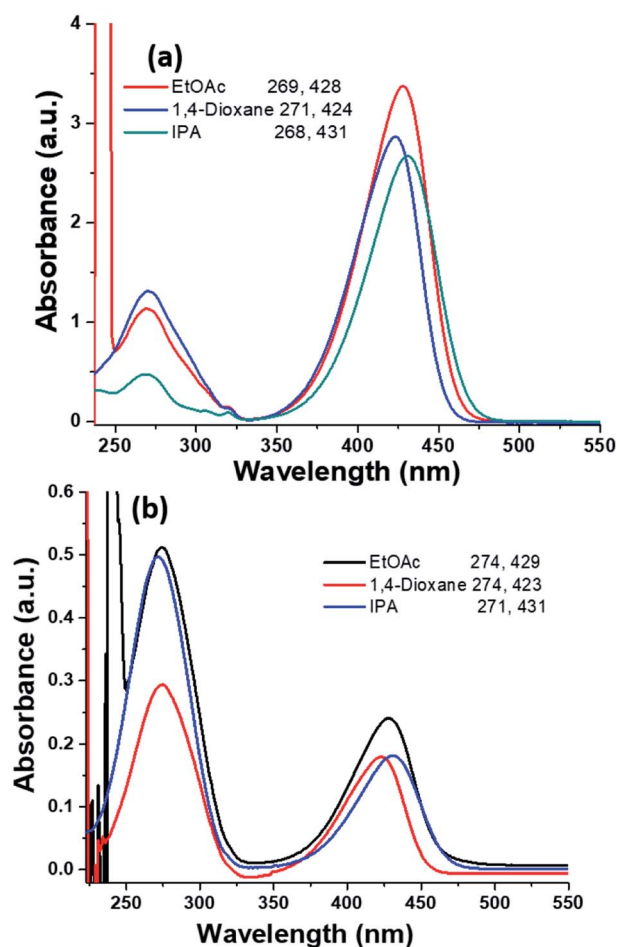 (a)
EtOAc 269, 428
1,4-Dioxane 271, 424
IPA 268, 431
Absorbance (a.u.)
4
3
2
1
0
250 300 350 400 450 500 550
Wavelength (nm)
(b)
EtOAc 274, 429
1,4-Dioxane 274, 423
IPA 271, 431
Absorbance (a.u.)
0.6
0.5
0.4
0.3
0.2
0.1
0.0
250 300 350 400 450 500 550
Wavelength (nm)